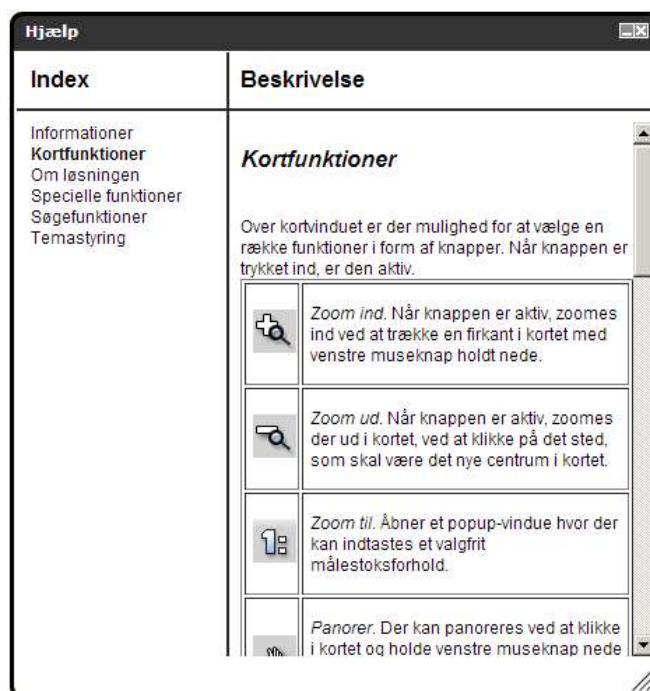 Hjælp
Index
Beskrivelse
Informationer
Kortfunktioner
Om løsningen
Specielle funktioner
Søgefunktioner
Temastyring
Kortfunktioner
Over kortvinduet er der mulighed for at vælge en
række funktioner i form af knapper. Når knappen er
trykket ind, er den aktiv.
Zoom ind. Når knappen er aktiv, zoomes
ind ved at trække en firkant i kortet med
venstre museknap holdt nede.
Zoom ud. Når knappen er aktiv, zoomes
der ud i kortet, ved at klikke på det sted,
som skal være det nye centrum i kortet.
1:
Zoom til. Åbner et popup-vindue hvor der
kan indtastes et valgfrit
målestoksforhold.
Panorer. Der kan panoreres ved at klikke
i kortet og holde venstre museknap nede